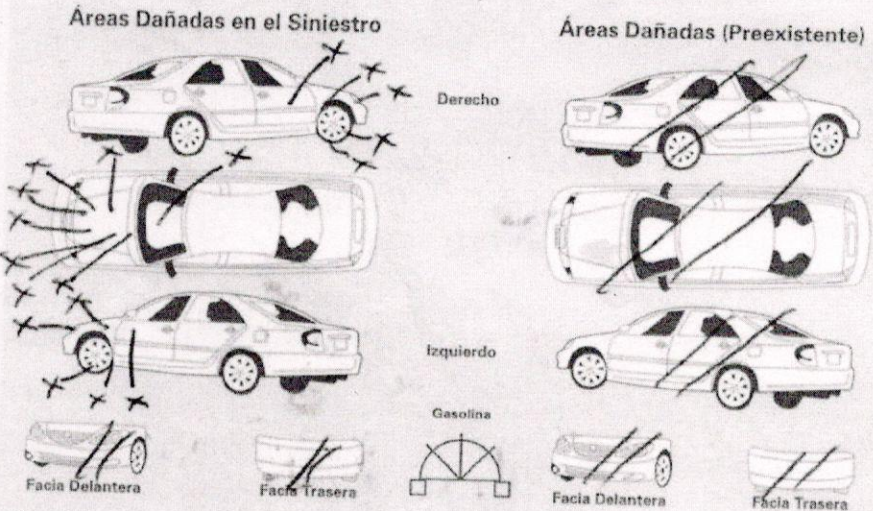 Áreas Dañadas en el Siniestro
Áreas Dañadas (Preexistente)
Derecho
Izquierdo
Gasolina
Facia Delantera
Facia Trasera
Facia Delantera
Facia Trasera